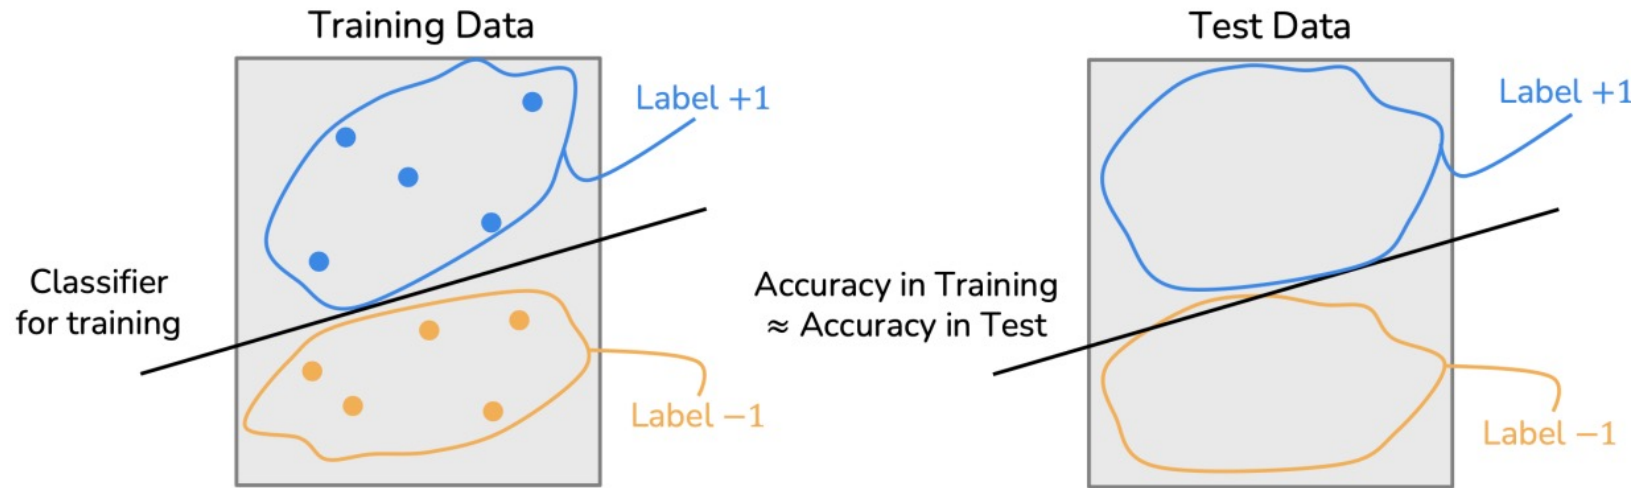 Training Data
Label +1
Classifier
for training
Label −1
Test Data
Label +1
Accuracy in Training
≈ Accuracy in Test
Label −1